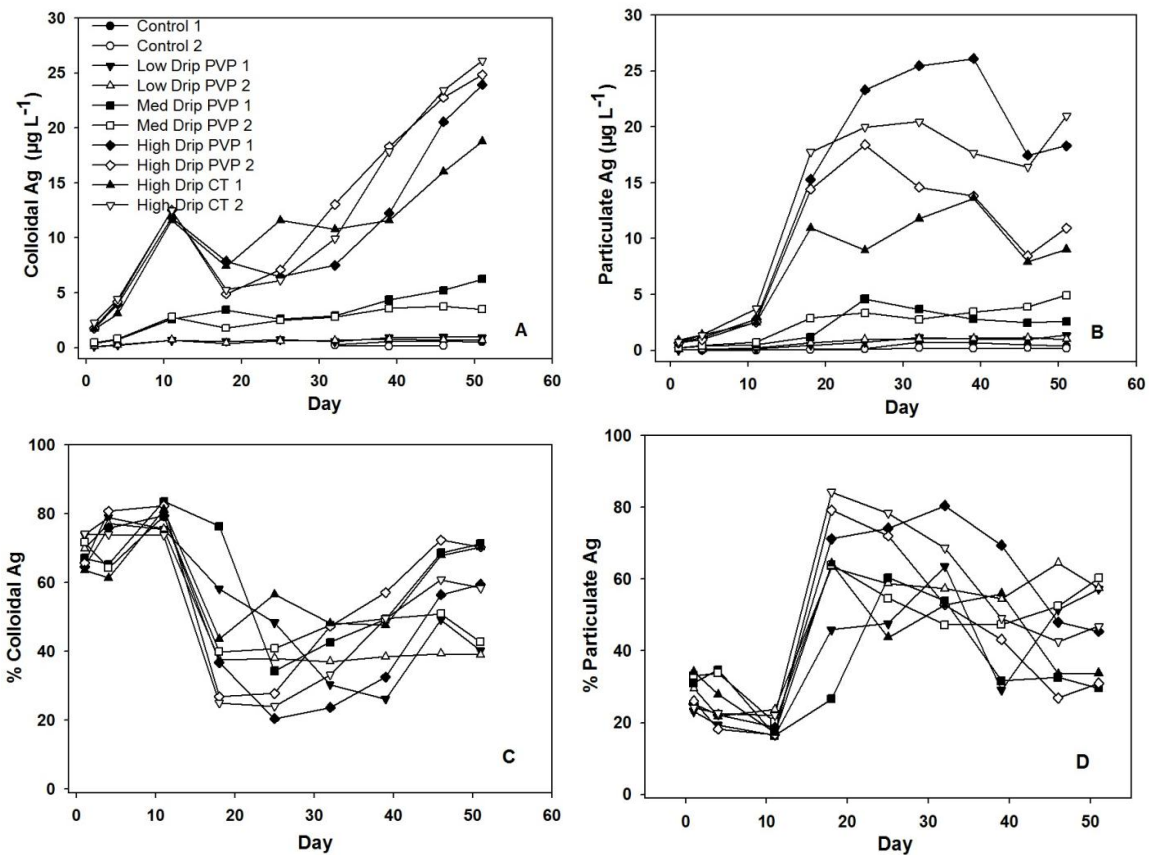 Colloidal Ag (µg L-1)
30
25
20
15
10
5
0
Control 1
Control 2
Low Drip PVP 1
Low Drip PVP 2
Med Drip PVP 1
Med Drip PVP 2
High Drip PVP 1
High Drip PVP 2
High Drip CT 1
High Drip CT 2
A
0 10 20 30 40 50 60
Day
Particulate Ag (µg L-1)
30
25
20
15
10
5
0
B
0 10 20 30 40 50 60
Day
% Colloidal Ag
100
80
60
40
20
0
C
0 10 20 30 40 50 60
Day
% Particulate Ag
100
80
60
40
20
0
D
0 10 20 30 40 50
Day